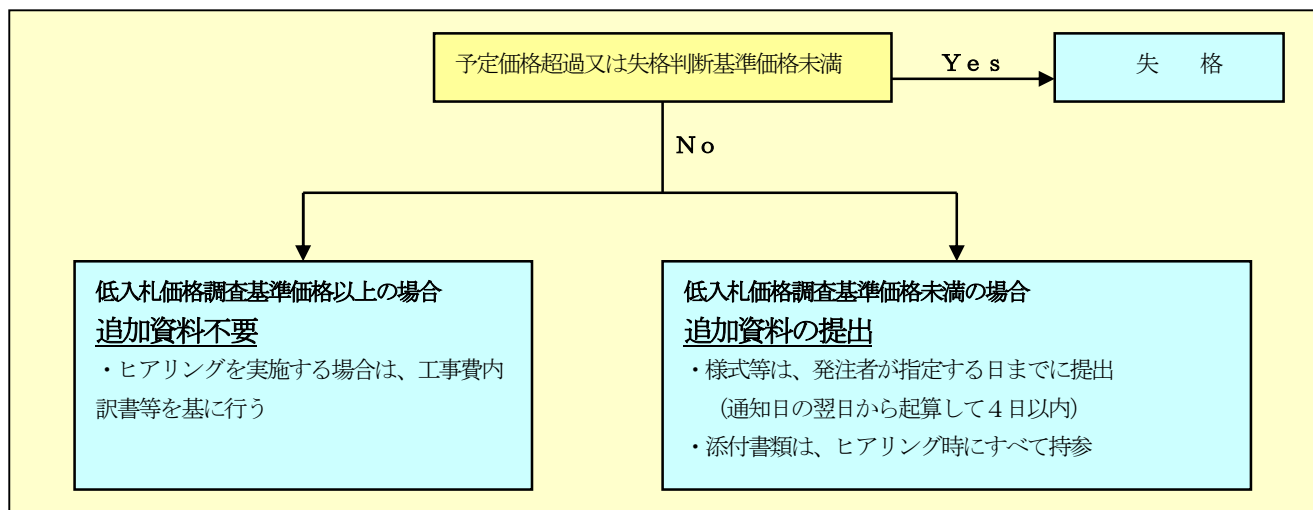 予定価格超過又は失格判断基準価格未満
Ｙｅｓ
失　　格
Ｎｏ
低入札価格調査基準価格以上の場合
追加資料不要
・ヒアリングを実施する場合は、工事費内
訳書等を基に行う
低入札価格調査基準価格未満の場合
追加資料の提出
・様式等は、発注者が指定する日までに提出
（通知日の翌日から起算して４日以内）
・添付書類は、ヒアリング時にすべて持参